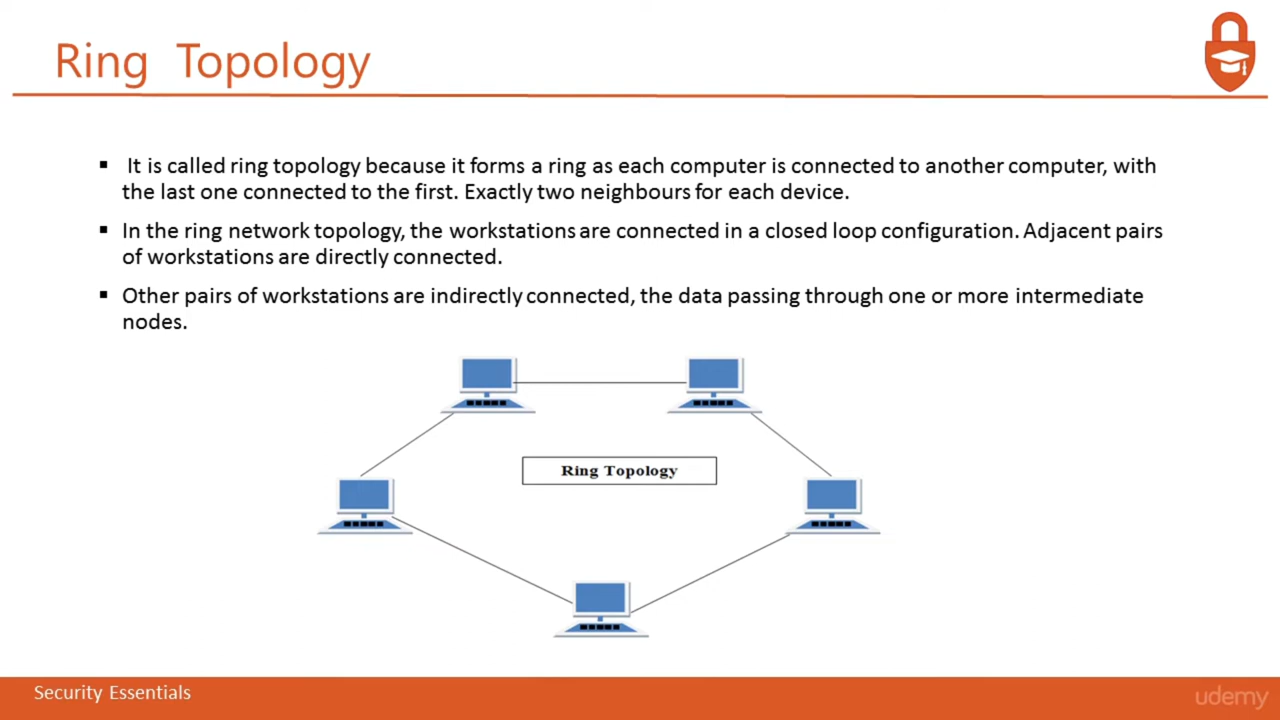 Ring Topology
▪ It is called ring topology because it forms a ring as each computer is connected to another computer, with
the last one connected to the first. Exactly two neighbours for each device.
▪ In the ring network topology, the workstations are connected in a closed loop configuration. Adjacent pairs
of workstations are directly connected.
▪ Other pairs of workstations are indirectly connected, the data passing through one or more intermediate
nodes.
Ring Topology
Security Essentials
udemy